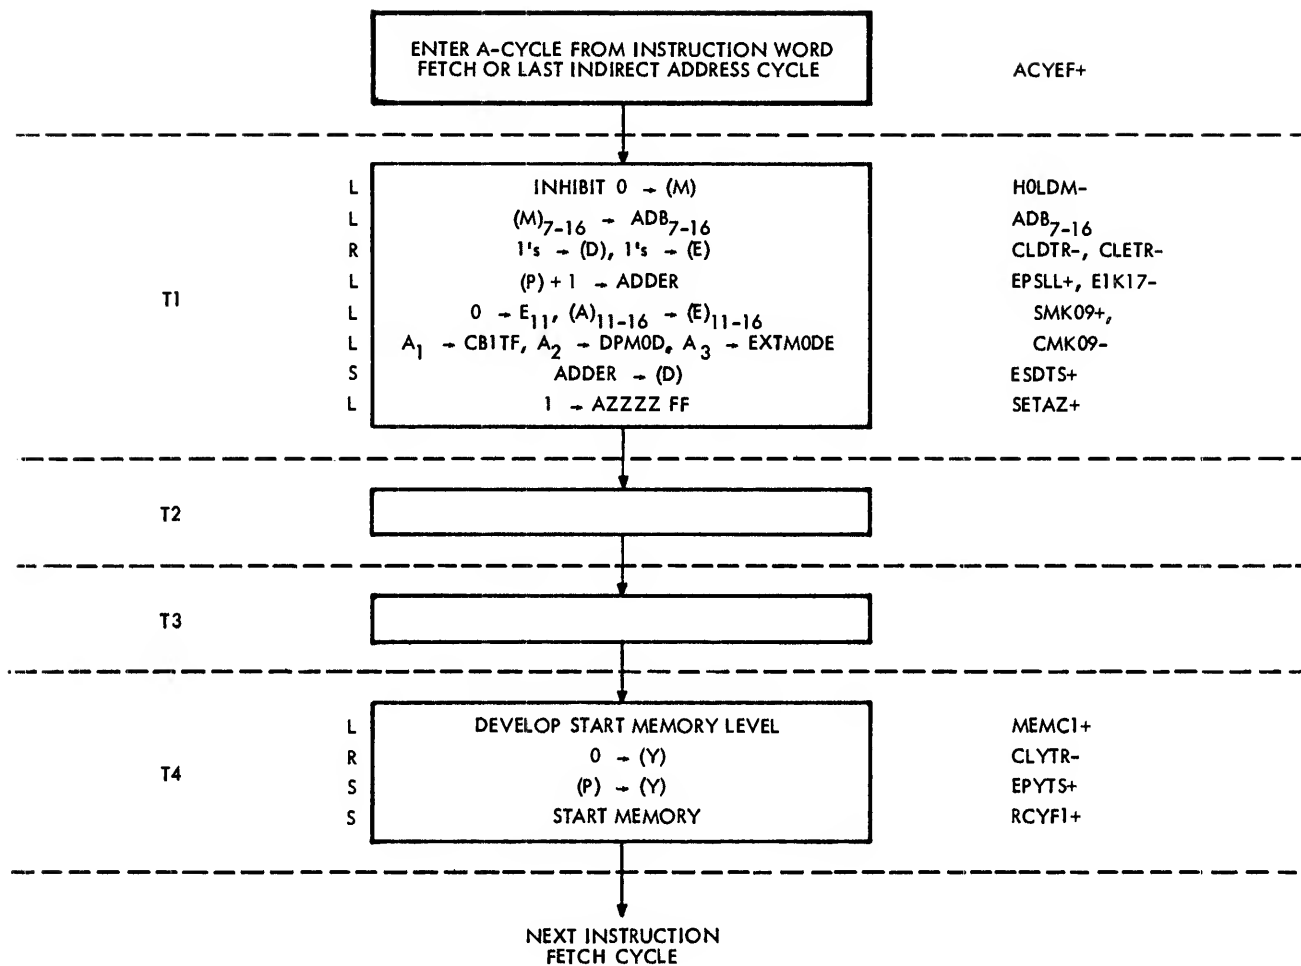 ENTER A-CYCLE FROM INSTRUCTION WORD
FETCH OR LAST INDIRECT ADDRESS CYCLE
ACYEF+
T1
L INHIBIT 0 → (M) H0LDM-
L (M)7-16 → ADB7-16 ADB7-16
R 1's → (D), 1's → (E) CLDTR-, CLETR-
L (P) + 1 → ADDER EPSLL+, E1K17-
L 0 → E11, (A)11-16 → (E)11-16 SMK09+,
L A1 → CB1TF, A2 → DPM0D, A3 → EXTM0DE CMK09-
S ADDER → (D) ESDTS+
L 1 → AZZZZ FF SETAZ+
T2
T3
T4
L DEVELOP START MEMORY LEVEL MEMC1+
R 0 → (Y) CLYTR-
S (P) → (Y) EPYTS+
S START MEMORY RCYF1+
NEXT INSTRUCTION
FETCH CYCLE